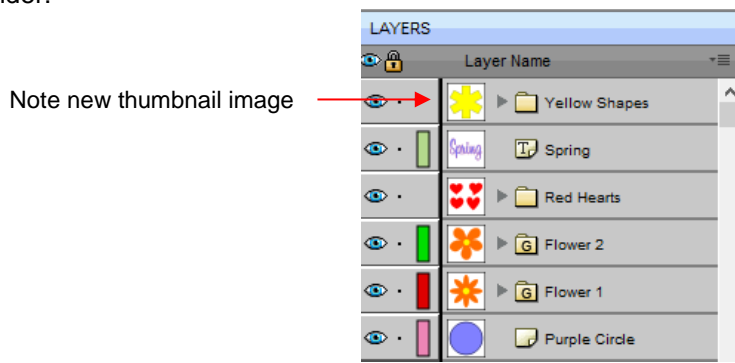 LAYERS
Layer Name
Note new thumbnail image
Yellow Shapes
Spring
T Spring
Red Hearts
G Flower 2
G Flower 1
Purple Circle